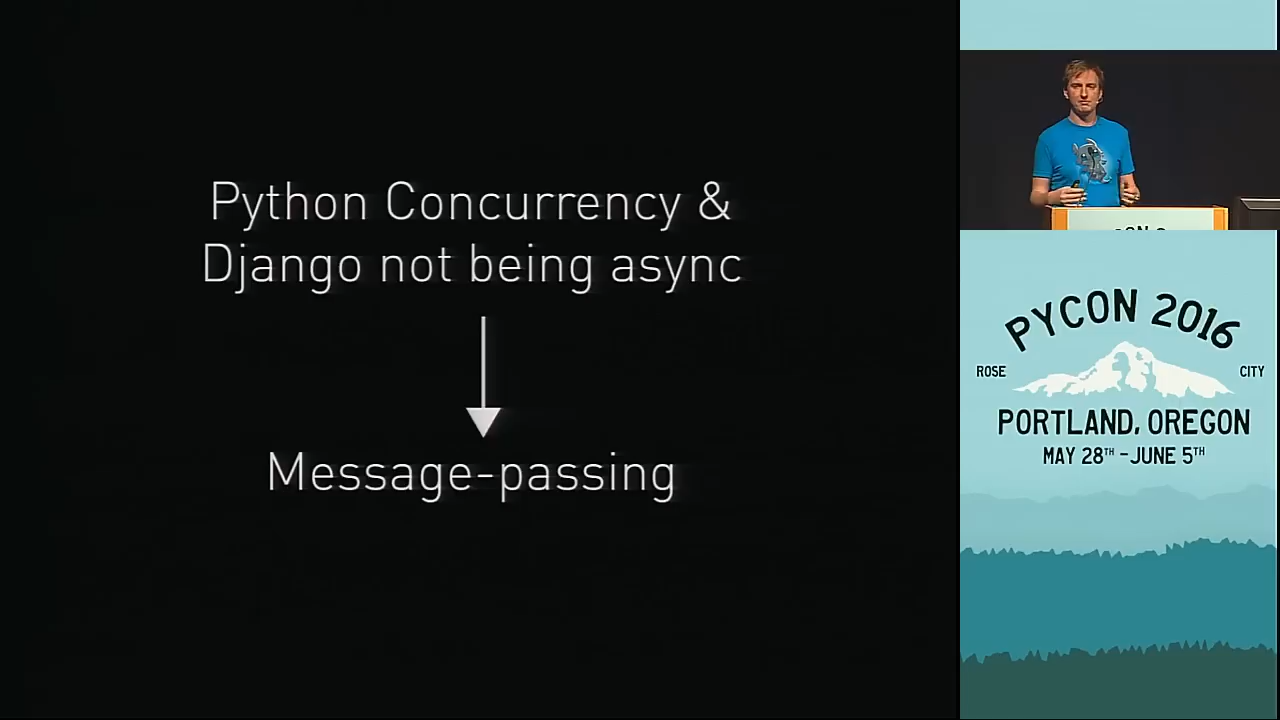 Python Concurrency &
Django not being async
Message-passing
PYCON 2016
ROSE
CITY
PORTLAND, OREGON
MAY 28TH - JUNE 5TH